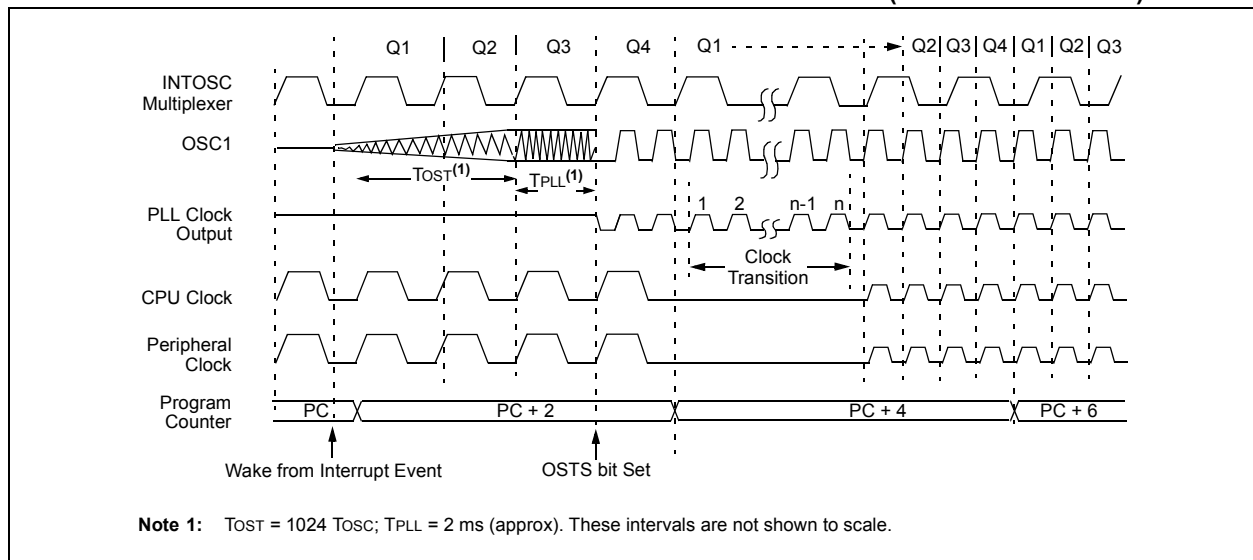 Q1 Q2 Q3 Q4 Q1 Q2 Q3 Q4 Q1 Q2 Q3
INTOSC
Multiplexer
OSC1
TOST(1)
TPLL(1)
1 2 n-1 n
PLL Clock
Output
Clock
Transition
CPU Clock
Peripheral
Clock
Program
Counter
PC PC + 2 PC + 4 PC + 6
Wake from Interrupt Event OSTS bit Set
Note 1: TOST = 1024 TOSC; TPLL = 2 ms (approx). These intervals are not shown to scale.